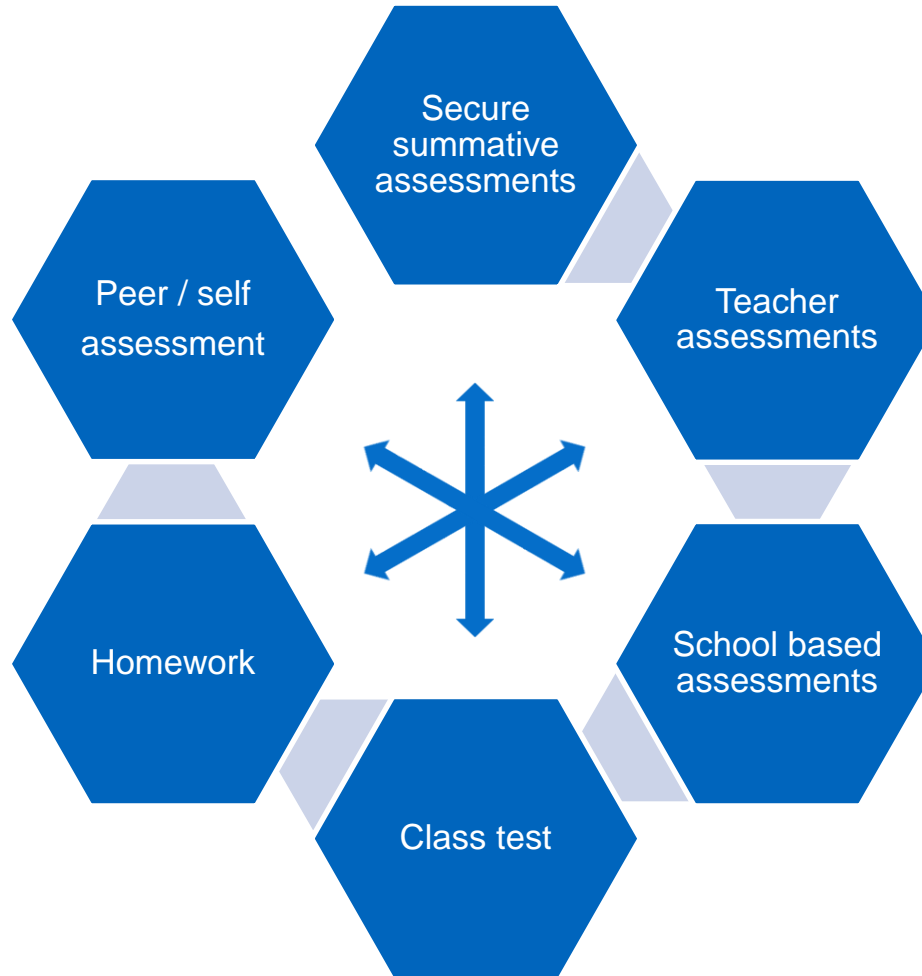 Secure
summative
assessments
Teacher
assessments
School based
assessments
Class test
Homework
Peer / self
assessment